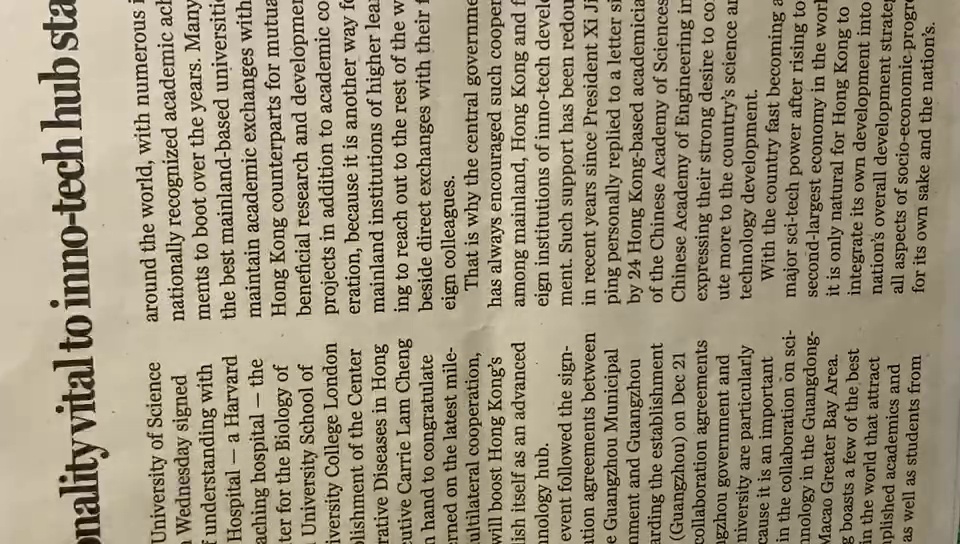 nality vital to inno-tech hub sta
University of Science
Wednesday signed
understanding with
Hospital – a Harvard
aching hospital – the
ter for the Biology of
University School of
iversity College London
blishment of the Center
rative Diseases in Hong
utive Carrie Lam Cheng
n hand to congratulate
rned on the latest mile-
ultilateral cooperation,
will boost Hong Kong's
lish itself as an advanced
nnology hub.
event followed the sign-
tion agreements between
e Guangzhou Municipal
nment and Guangzhou
arding the establishment
(Guangzhou) on Dec 21
collaboration agreements
ngzhou government and
niversity are particularly
cause it is an important
in the collaboration on sci-
nology in the Guangdong-
Macao Greater Bay Area.
g boasts a few of the best
in the world that attract
plished academics and
as well as students from
around the world, with numerous i
nationally recognized academic ach
ments to boot over the years. Many
the best mainland-based universitie
maintain academic exchanges with
Hong Kong counterparts for mutua
beneficial research and developmen
projects in addition to academic co
eration, because it is another way fo
mainland institutions of higher lear
ing to reach out to the rest of the w
beside direct exchanges with their f
eign colleagues.
That is why the central governme
has always encouraged such cooper
among mainland, Hong Kong and f
eign institutions of inno-tech develo
ment. Such support has been redou
in recent years since President Xi Ji
ping personally replied to a letter si
by 24 Hong Kong-based academicia
of the Chinese Academy of Sciences
Chinese Academy of Engineering in
expressing their strong desire to con
ute more to the country's science an
technology development.
With the country fast becoming a
major sci-tech power after rising to
second-largest economy in the worl
it is only natural for Hong Kong to
integrate its own development into
nation's overall development strateg
all aspects of socio-economic-progre
for its own sake and the nation's.